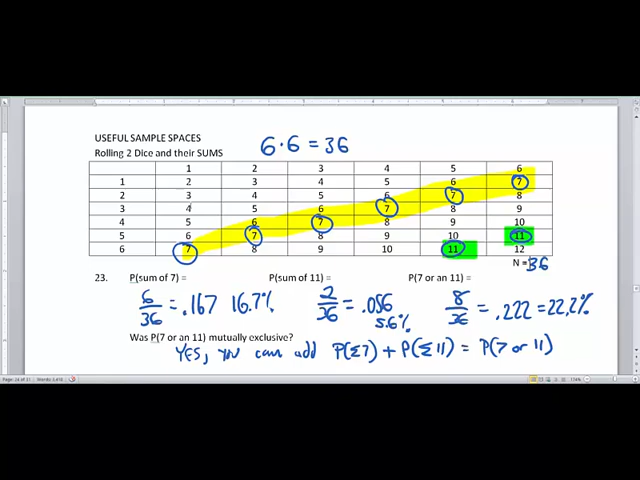 USEFUL SAMPLE SPACES
Rolling 2 Dice and their SUMS 6·6=36
1 2 3 4 5 6
1 2 3 4 5 6 7
2 3 4 5 6 7 8
3 4 5 6 7 8 9
4 5 6 7 8 9 10
5 6 7 8 9 10 11
6 7 8 9 10 11 12
N = 36
23. P(sum of 7) = P(sum of 11) = P(7 or an 11) =
6/36 = .167 16.7% 2/36 = .056 5.6% 8/36 = .222 = 22.2%
Was P(7 or an 11) mutually exclusive?
YES, you can add P(Σ7) + P(Σ11) = P(7 or 11)